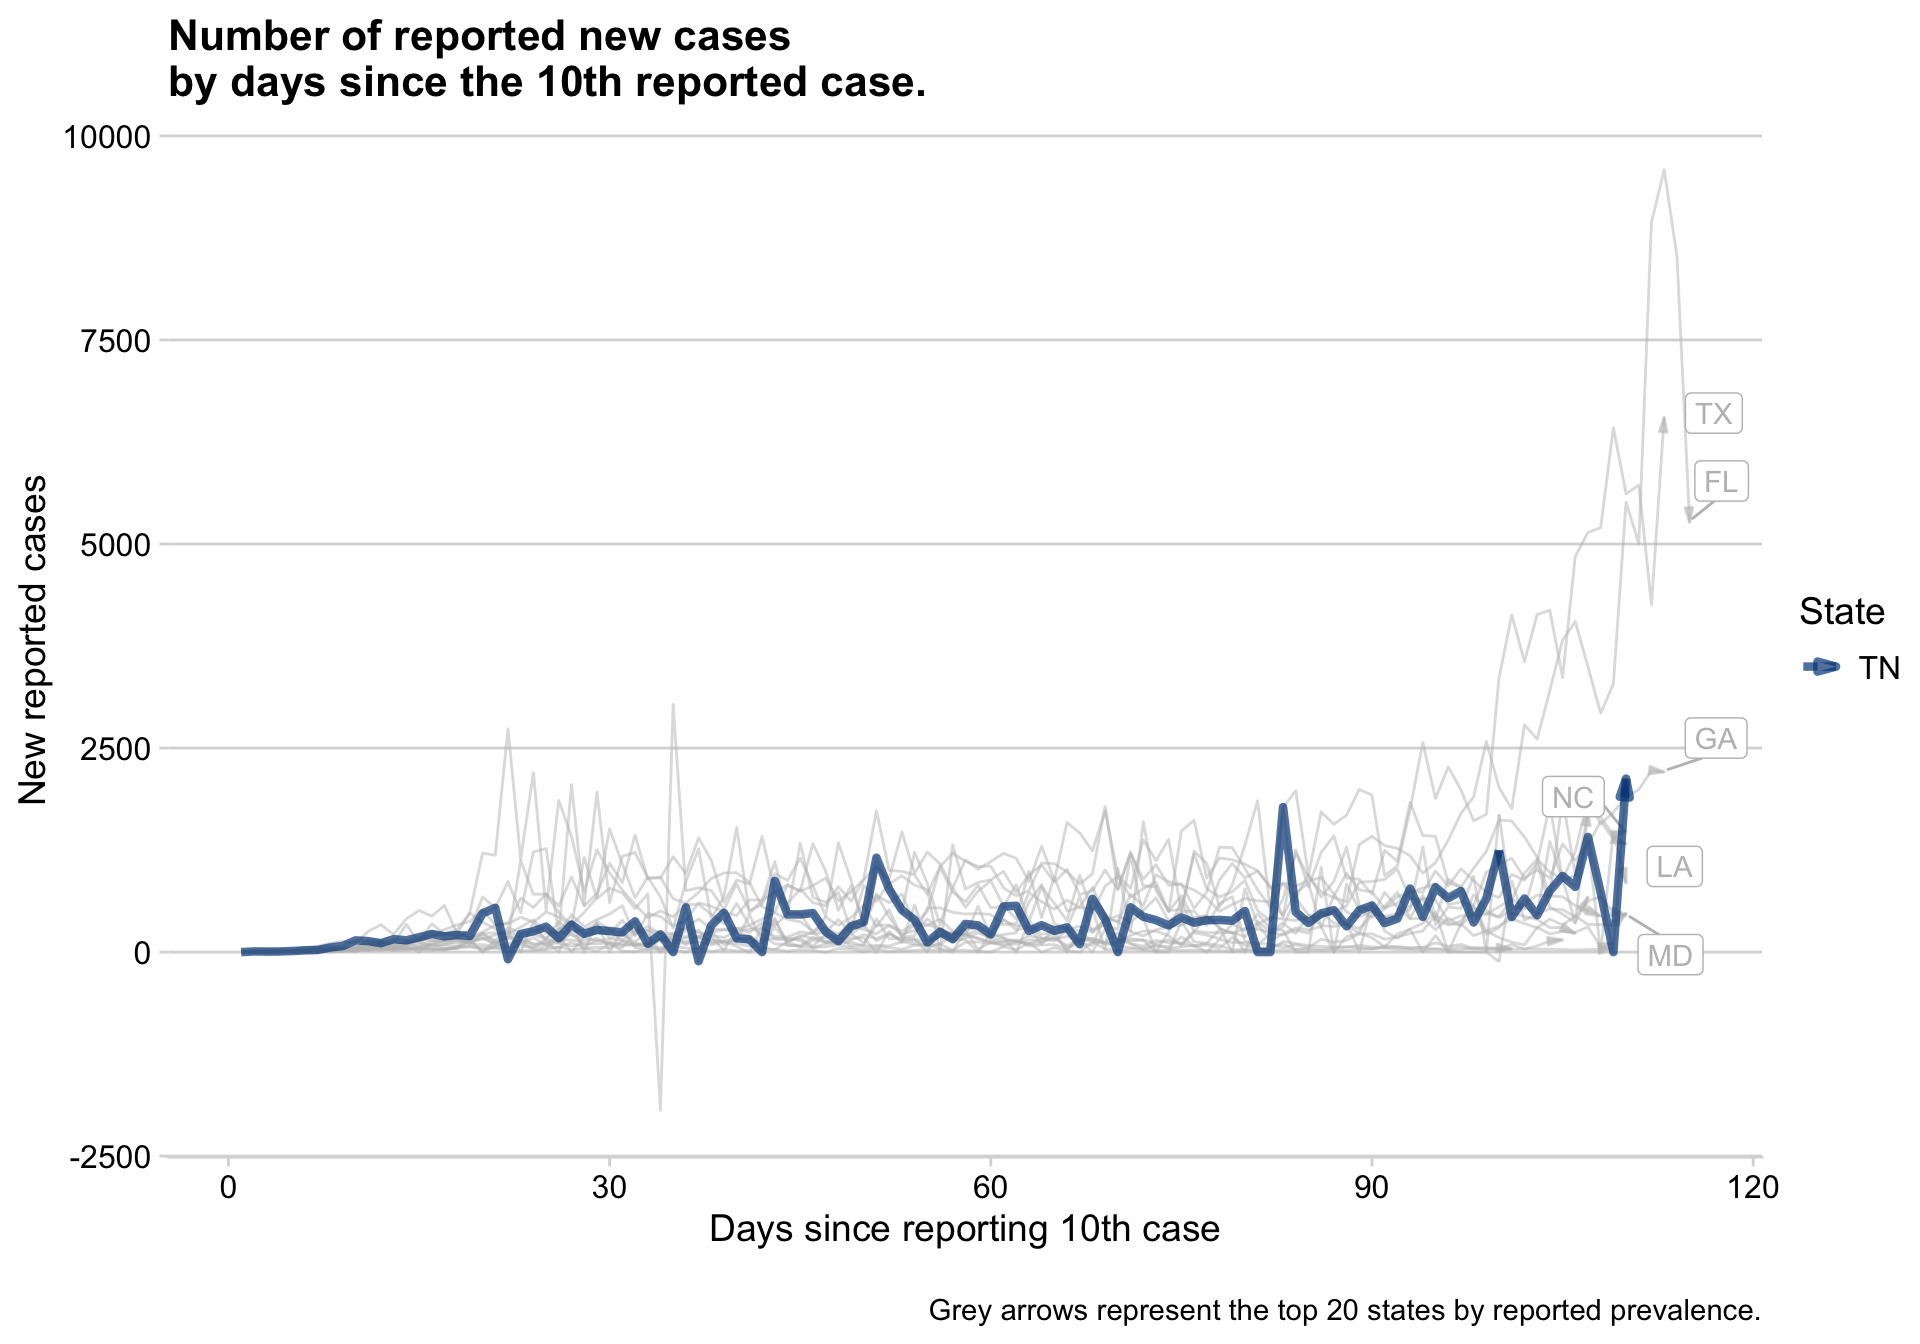 Number of reported new cases
by days since the 10th reported case.
10000
7500
5000
2500
0
-2500
New reported cases
TX
FL
GA
NC
LA
MD
State
TN
0
30
60
90
120
Days since reporting 10th case
Grey arrows represent the top 20 states by reported prevalence.